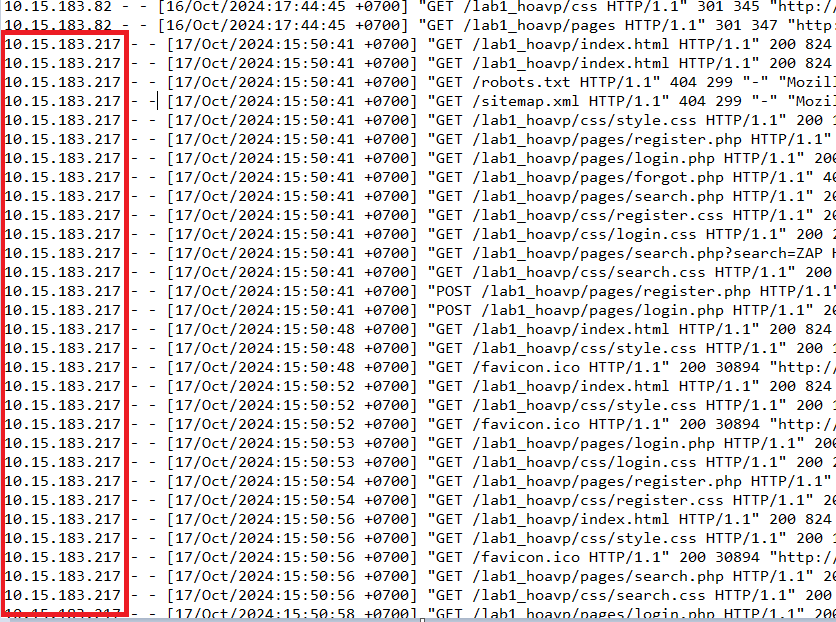 10.15.183.82 - - [16/Oct/2024:17:44:45 +0700] "GET /lab1_hoavp/css HTTP/1.1" 301 345 "http:/
10.15.183.82 - - [16/Oct/2024:17:44:45 +0700] "GET /lab1_hoavp/pages HTTP/1.1" 301 347 "http
10.15.183.217 - - [17/Oct/2024:15:50:41 +0700] "GET /lab1_hoavp/index.html HTTP/1.1" 200 824
10.15.183.217 - - [17/Oct/2024:15:50:41 +0700] "GET /lab1_hoavp/index.html HTTP/1.1" 200 824
10.15.183.217 - - [17/Oct/2024:15:50:41 +0700] "GET /robots.txt HTTP/1.1" 404 299 "-" "Mozill
10.15.183.217 - - [17/Oct/2024:15:50:41 +0700] "GET /sitemap.xml HTTP/1.1" 404 299 "-" "Mozi
10.15.183.217 - - [17/Oct/2024:15:50:41 +0700] "GET /lab1_hoavp/css/style.css HTTP/1.1" 200 1
10.15.183.217 - - [17/Oct/2024:15:50:41 +0700] "GET /lab1_hoavp/pages/register.php HTTP/1.1"
10.15.183.217 - - [17/Oct/2024:15:50:41 +0700] "GET /lab1_hoavp/pages/login.php HTTP/1.1" 200
10.15.183.217 - - [17/Oct/2024:15:50:41 +0700] "GET /lab1_hoavp/pages/forgot.php HTTP/1.1" 40
10.15.183.217 - - [17/Oct/2024:15:50:41 +0700] "GET /lab1_hoavp/pages/search.php HTTP/1.1" 20
10.15.183.217 - - [17/Oct/2024:15:50:41 +0700] "GET /lab1_hoavp/css/register.css HTTP/1.1" 20
10.15.183.217 - - [17/Oct/2024:15:50:41 +0700] "GET /lab1_hoavp/css/login.css HTTP/1.1" 200 2
10.15.183.217 - - [17/Oct/2024:15:50:41 +0700] "GET /lab1_hoavp/pages/search.php?search=ZAP H
10.15.183.217 - - [17/Oct/2024:15:50:41 +0700] "GET /lab1_hoavp/css/search.css HTTP/1.1" 200
10.15.183.217 - - [17/Oct/2024:15:50:41 +0700] "POST /lab1_hoavp/pages/register.php HTTP/1.1"
10.15.183.217 - - [17/Oct/2024:15:50:41 +0700] "POST /lab1_hoavp/pages/login.php HTTP/1.1" 20
10.15.183.217 - - [17/Oct/2024:15:50:48 +0700] "GET /lab1_hoavp/index.html HTTP/1.1" 200 824
10.15.183.217 - - [17/Oct/2024:15:50:48 +0700] "GET /lab1_hoavp/css/style.css HTTP/1.1" 200 1
10.15.183.217 - - [17/Oct/2024:15:50:48 +0700] "GET /favicon.ico HTTP/1.1" 200 30894 "http:/
10.15.183.217 - - [17/Oct/2024:15:50:52 +0700] "GET /lab1_hoavp/index.html HTTP/1.1" 200 824
10.15.183.217 - - [17/Oct/2024:15:50:52 +0700] "GET /lab1_hoavp/css/style.css HTTP/1.1" 200 1
10.15.183.217 - - [17/Oct/2024:15:50:52 +0700] "GET /favicon.ico HTTP/1.1" 200 30894 "http:/
10.15.183.217 - - [17/Oct/2024:15:50:53 +0700] "GET /lab1_hoavp/pages/login.php HTTP/1.1" 200
10.15.183.217 - - [17/Oct/2024:15:50:53 +0700] "GET /lab1_hoavp/css/login.css HTTP/1.1" 200 2
10.15.183.217 - - [17/Oct/2024:15:50:54 +0700] "GET /lab1_hoavp/pages/register.php HTTP/1.1"
10.15.183.217 - - [17/Oct/2024:15:50:54 +0700] "GET /lab1_hoavp/css/register.css HTTP/1.1" 20
10.15.183.217 - - [17/Oct/2024:15:50:56 +0700] "GET /lab1_hoavp/index.html HTTP/1.1" 200 824
10.15.183.217 - - [17/Oct/2024:15:50:56 +0700] "GET /lab1_hoavp/css/style.css HTTP/1.1" 200 1
10.15.183.217 - - [17/Oct/2024:15:50:56 +0700] "GET /favicon.ico HTTP/1.1" 200 30894 "http:/
10.15.183.217 - - [17/Oct/2024:15:50:56 +0700] "GET /lab1_hoavp/pages/search.php HTTP/1.1" 20
10.15.183.217 - - [17/Oct/2024:15:50:56 +0700] "GET /lab1_hoavp/css/search.css HTTP/1.1" 200
10.15.183.217 - - [17/Oct/2024:15:50:58 +0700] "GET /lab1_hoavp/pages/login.php HTTP/1.1" 200